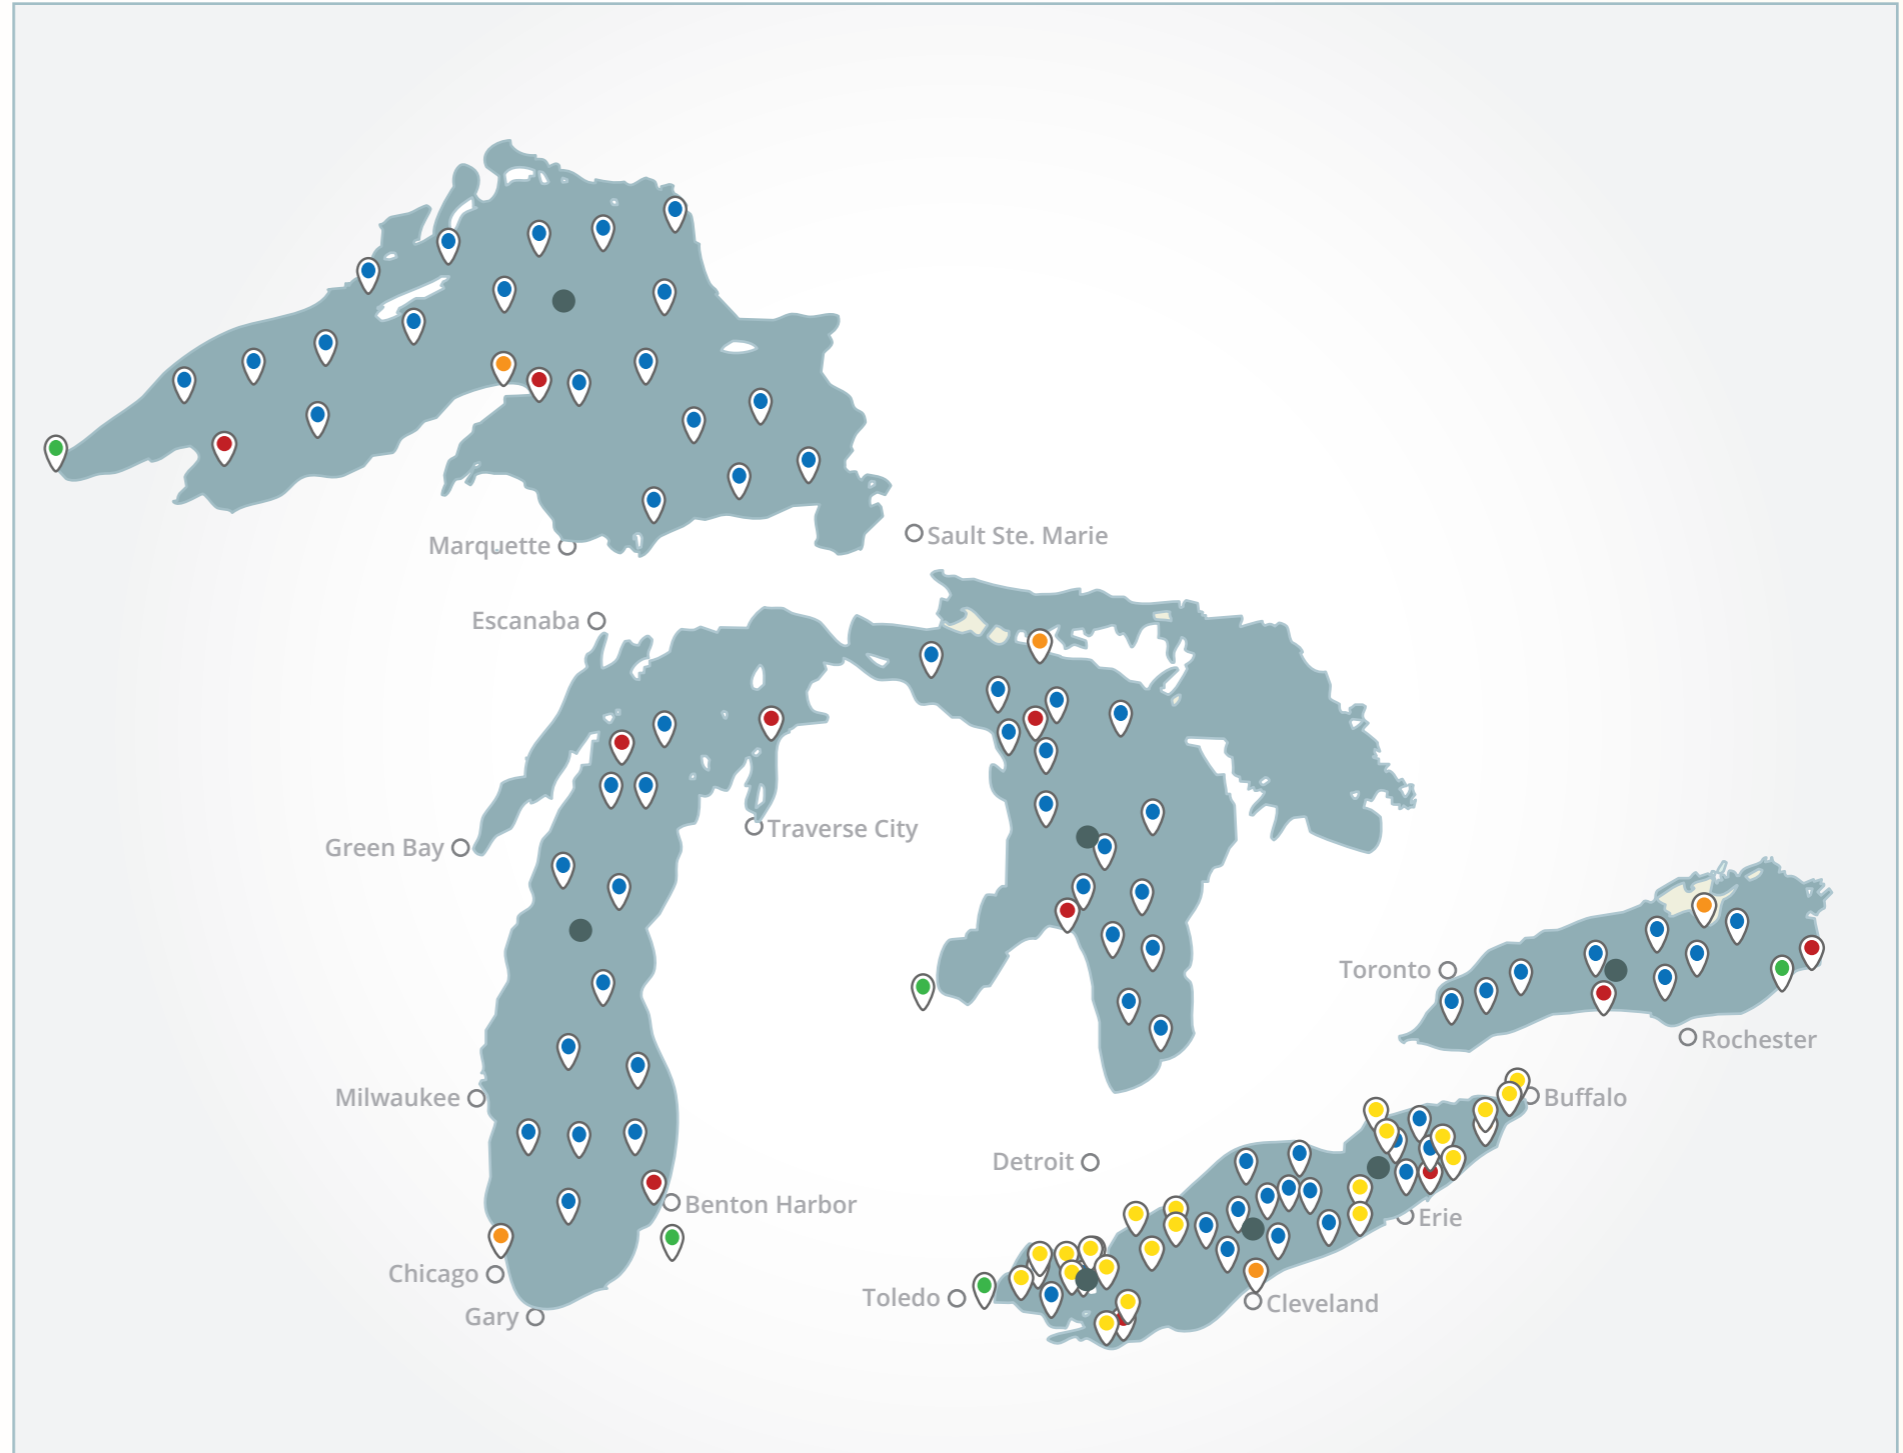 Marquette
Sault Ste. Marie
Escanaba
Traverse City
Green Bay
Toronto
Rochester
Milwaukee
Buffalo
Detroit
Benton Harbor
Erie
Chicago
Toledo
Cleveland
Gary